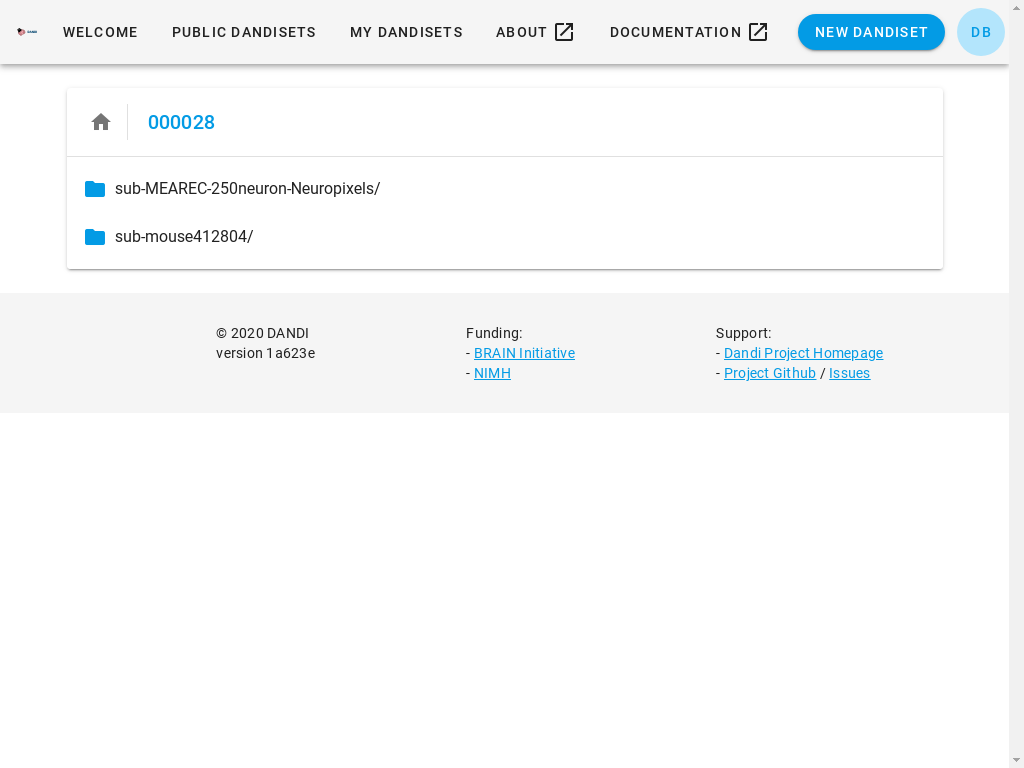 WELCOME PUBLIC DANDISETS MY DANDISETS ABOUT DOCUMENTATION NEW DANDISET DB
000028
sub-MEAREC-250neuron-Neuropixels/
sub-mouse412804/
© 2020 DANDI
version 1a623e
Funding:
- BRAIN Initiative
- NIMH
Support:
- Dandi Project Homepage
- Project Github / Issues